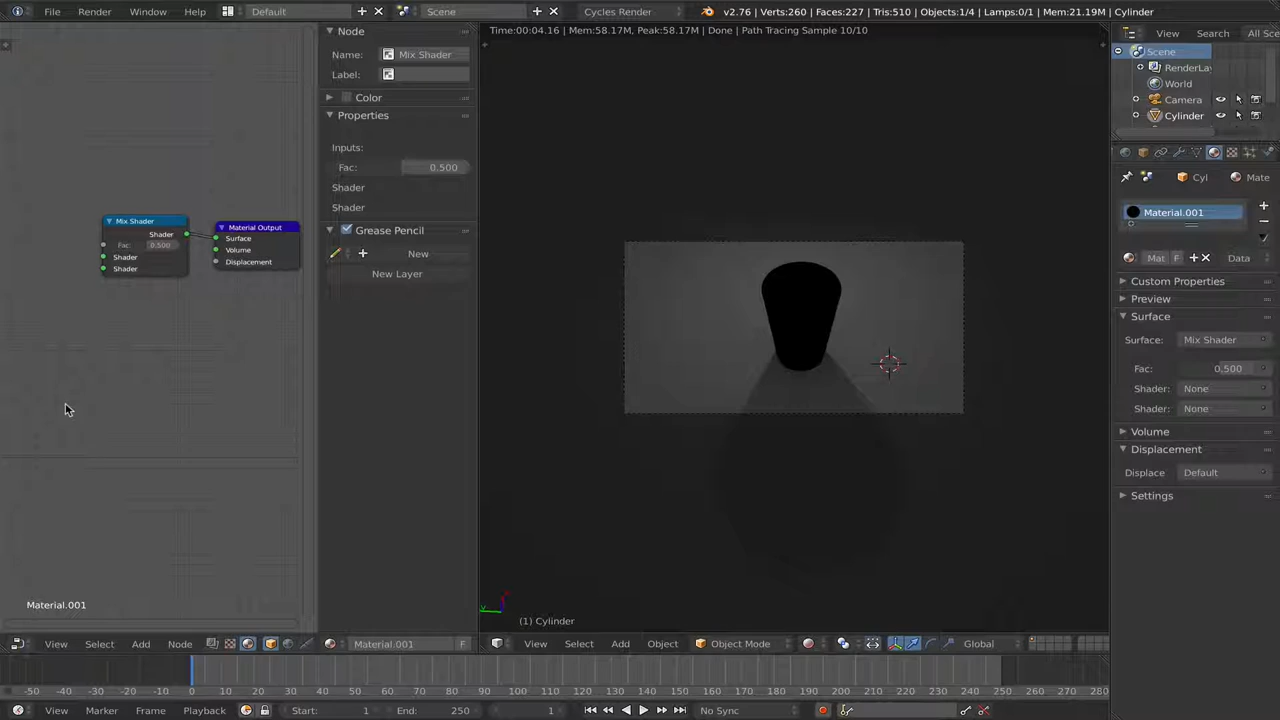 File Render Window Help Default Scene Cycles Render v2.76 | Verts:260 | Faces:227 | Tris:510 | Objects:1/4 | Lamps:0/1 | Mem:21.19M | Cylinder
Time:00:04.16 | Mem:58.17M, Peak:58.17M | Done | Path Tracing Sample 10/10
View Search All Sce
Scene
RenderLay
World
Camera
Cylinder
Node
Name: Mix Shader
Label:
Color
Properties
Inputs:
Fac: 0.500
Shader
Shader
Grease Pencil
New
New Layer
Mix Shader
Shader
Fac: 0.500
Shader
Shader
Material Output
Surface
Volume
Displacement
Material.001
(1) Cylinder
Cyl Mate
Material.001
Mat F Data
Custom Properties
Preview
Surface
Surface: Mix Shader
Fac: 0.500
Shader: None
Shader: None
Volume
Displacement
Displace Default
Settings
View Select Add Node Material.001 F
View Select Add Object Object Mode Global
-50 -40 -30 -20 -10 0 10 20 30 40 50 60 70 80 90 100 110 120 130 140 150 160 170 180 190 200 210 220 230 240 250 260 270 280
View Marker Frame Playback Start: 1 End: 250 1 No Sync